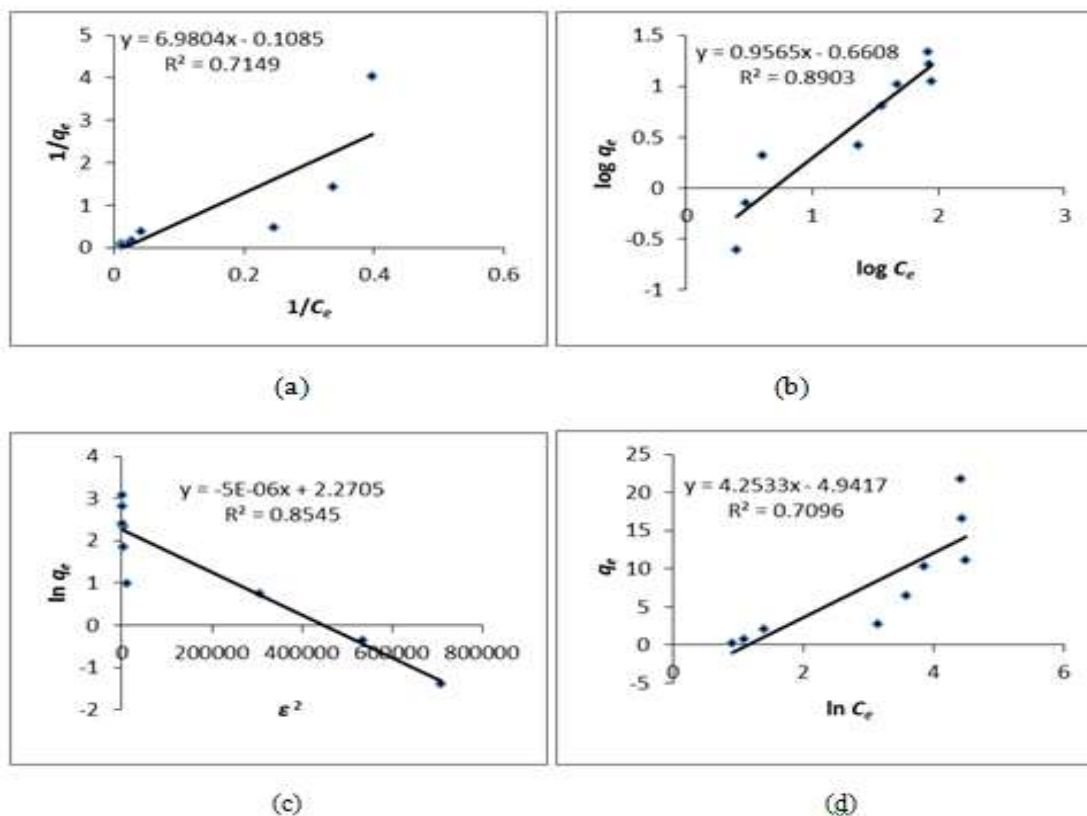 y = 6.9804x - 0.1085
R² = 0.7149
5
4
3
2
1
0
0
0.2
0.4
0.6
1/qe
1/Ce
(a)
y = 0.9565x - 0.6608
R² = 0.8903
1.5
1
0.5
0
-0.5
-1
0
1
2
3
log qe
log Ce
(b)
y = -5E-06x + 2.2705
R² = 0.8545
4
3
2
1
0
-1
-2
0
200000
400000
600000
800000
ln qe
ε²
(c)
y = 4.2533x - 4.9417
R² = 0.7096
25
20
15
10
5
0
-5
0
2
4
6
qe
ln Ce
(d)